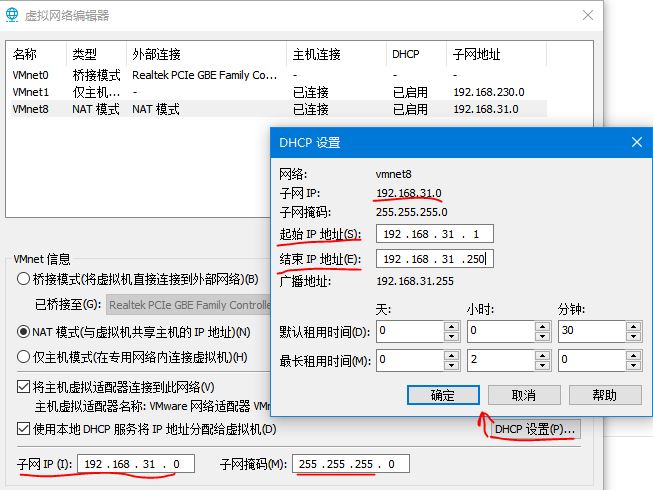 虚拟网络编辑器
名称 类型 外部连接 主机连接 DHCP 子网地址
VMnet0 桥接模式 Realtek PCIe GBE Family Co... - - -
VMnet1 仅主机... - 已连接 已启用 192.168.230.0
VMnet8 NAT 模式 NAT 模式 已连接 已启用 192.168.31.0
DHCP 设置
网络: vmnet8
子网 IP: 192.168.31.0
子网掩码: 255.255.255.0
起始 IP 地址(S): 192 . 168 . 31 . 1
结束 IP 地址(E): 192 . 168 . 31 . 250
广播地址: 192.168.31.255
天: 小时: 分钟:
默认租用时间(D): 0 0 30
最长租用时间(M): 0 2 0
确定 取消 帮助
VMnet 信息
桥接模式(将虚拟机直接连接到外部网络)(B)
已桥接至(G): Realtek PCIe GBE Family Controlle
NAT 模式(与虚拟机共享主机的 IP 地址)(N)
仅主机模式(在专用网络内连接虚拟机)(H)
将主机虚拟适配器连接到此网络(V)
主机虚拟适配器名称: VMware 网络适配器 VM
使用本地 DHCP 服务将 IP 地址分配给虚拟机(D) DHCP 设置(P)...
子网 IP (I): 192 . 168 . 31 . 0 子网掩码(M): 255 . 255 . 255 . 0